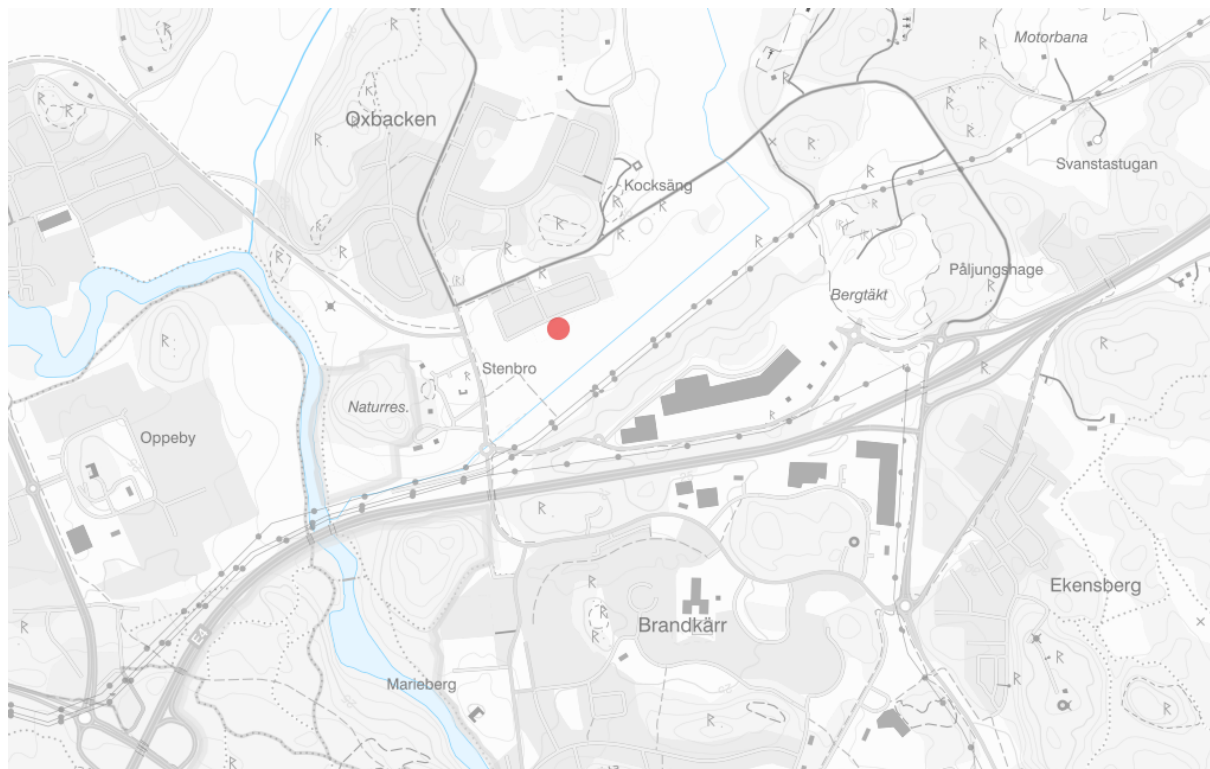 Motorbana
Oxbacken
Svanstastugan
Kocksäng
Påljungshage
Bergtäkt
Stenbro
Naturres.
Oppeby
Ekensberg
Brandkärr
E4
Marieberg